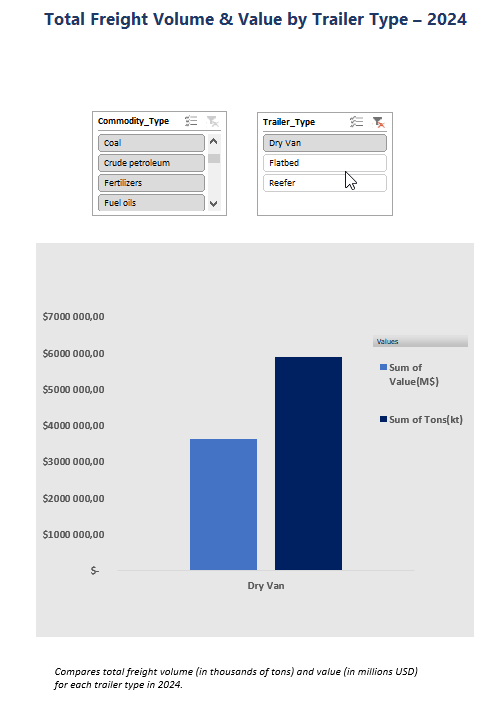 Total Freight Volume & Value by Trailer Type – 2024
Commodity_Type
Coal
Crude petroleum
Fertilizers
Fuel oils
Trailer_Type
Dry Van
Flatbed
Reefer
$7000 000,00
$6000 000,00
$5000 000,00
$4000 000,00
$3000 000,00
$2000 000,00
$1000 000,00
$-
Dry Van
Values
Sum of
Value(M$)
Sum of Tons(kt)
Compares total freight volume (in thousands of tons) and value (in millions USD)
for each trailer type in 2024.